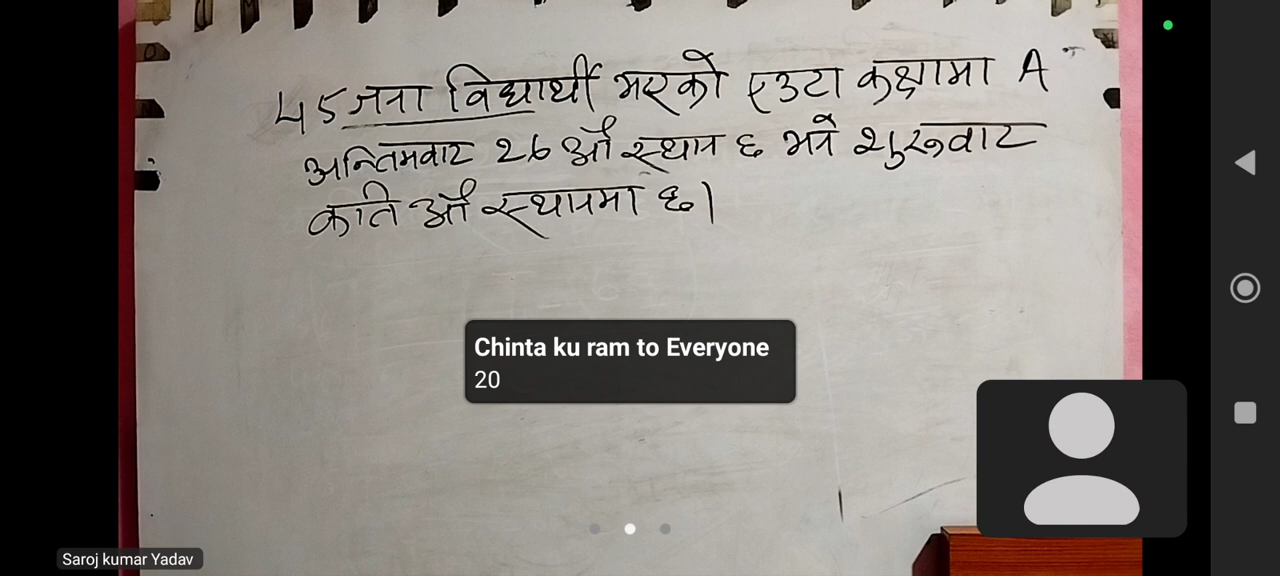 45 जना विद्यार्थी भएको एउटा कक्षामा A
अन्तिमबाट 26 औं स्थान छ भने शुरूवाट
कति औं स्थानमा छ।
Chinta ku ram to Everyone
20
Saroj kumar Yadav